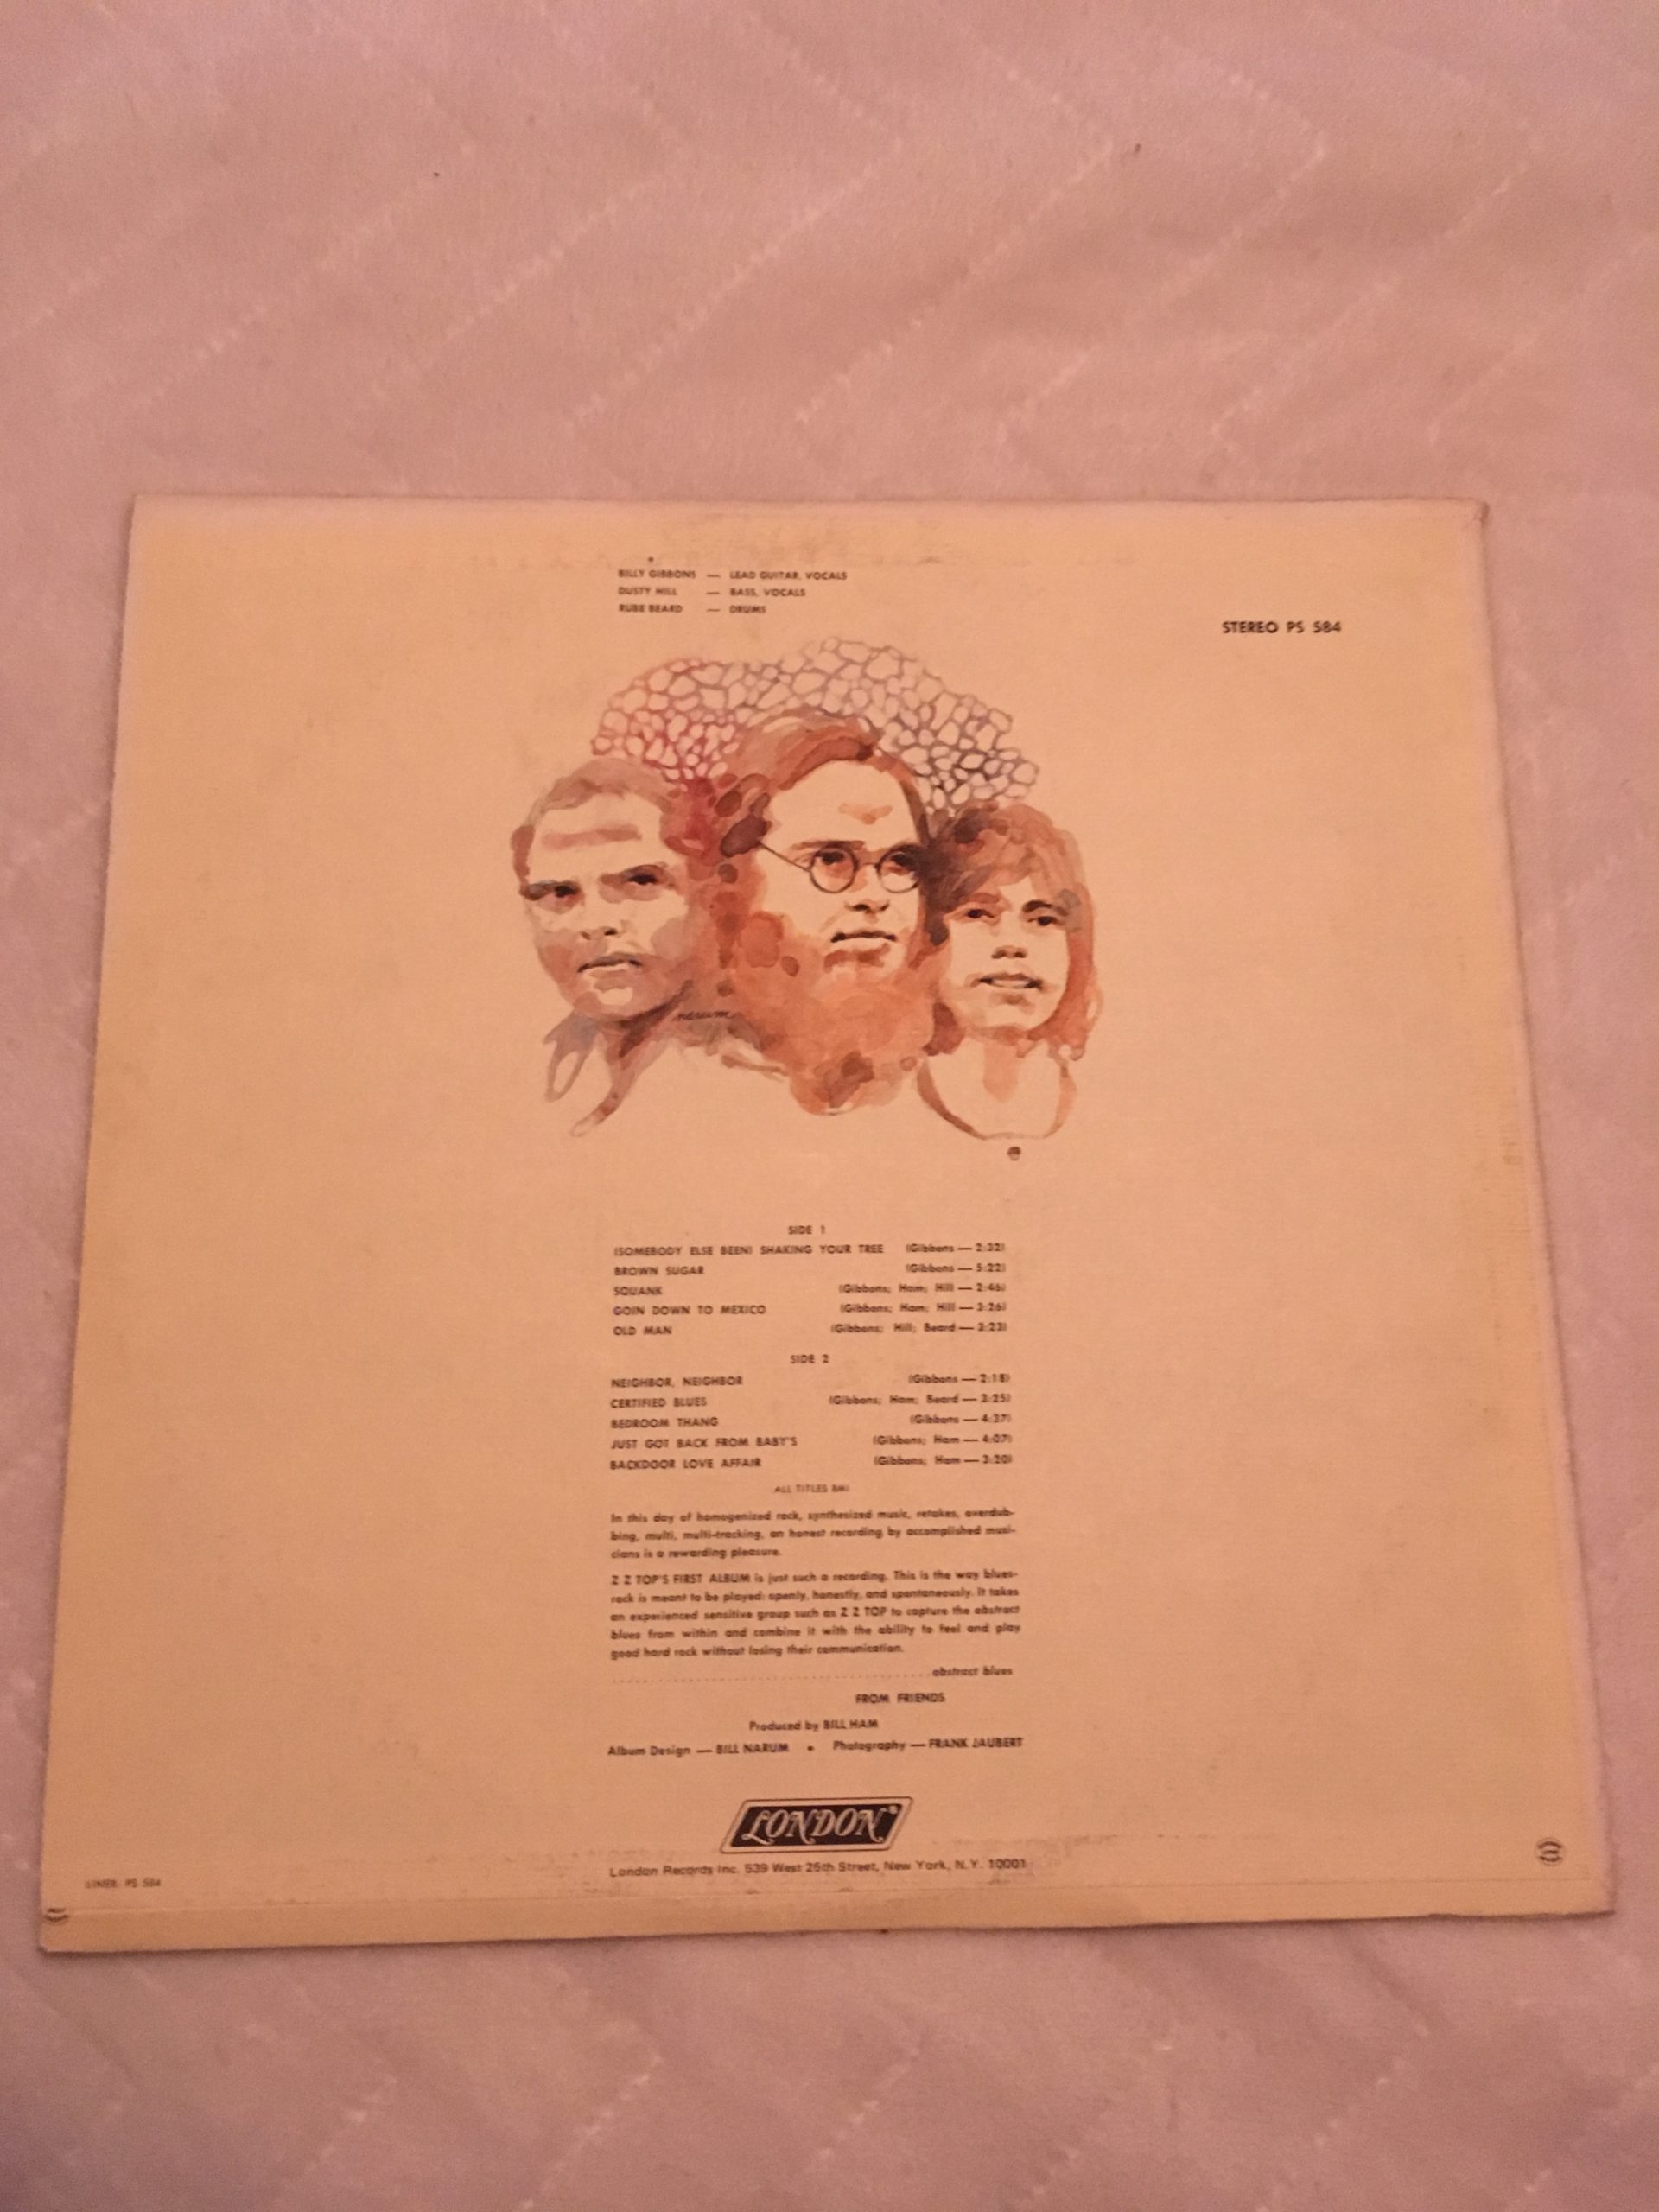 BILLY GIBBONS — LEAD GUITAR, VOCALS
DUSTY HILL — BASS, VOCALS
RUBE BEARD — DRUMS
STEREO PS 584
narum
SIDE 1
(SOMEBODY ELSE BEEN) SHAKING YOUR TREE (Gibbons — 2:32)
BROWN SUGAR (Gibbons — 5:22)
SQUANK (Gibbons; Ham; Hill — 2:46)
GOIN DOWN TO MEXICO (Gibbons; Ham; Hill — 3:26)
OLD MAN (Gibbons; Hill; Beard — 3:23)
SIDE 2
NEIGHBOR, NEIGHBOR (Gibbons — 2:18)
CERTIFIED BLUES (Gibbons; Ham; Beard — 3:25)
BEDROOM THANG (Gibbons — 4:37)
JUST GOT BACK FROM BABY'S (Gibbons; Ham — 4:07)
BACKDOOR LOVE AFFAIR (Gibbons; Ham — 3:20)
ALL TITLES BMI
In this day of homogenized rock, synthesized music, retakes, overdub-
bing, multi, multi-tracking, an honest recording by accomplished musi-
cians is a rewarding pleasure.
Z Z TOP'S FIRST ALBUM is just such a recording. This is the way blues-
rock is meant to be played: openly, honestly, and spontaneously. It takes
an experienced sensitive group such as Z Z TOP to capture the abstract
blues from within and combine it with the ability to feel and play
good hard rock without losing their communication.
........................................abstract blues
FROM FRIENDS
Produced by BILL HAM
Album Design — BILL NARUM • Photography — FRANK JAUBERT
LONDON®
London Records Inc. 539 West 25th Street, New York, N.Y. 10001
LINER: PS 584